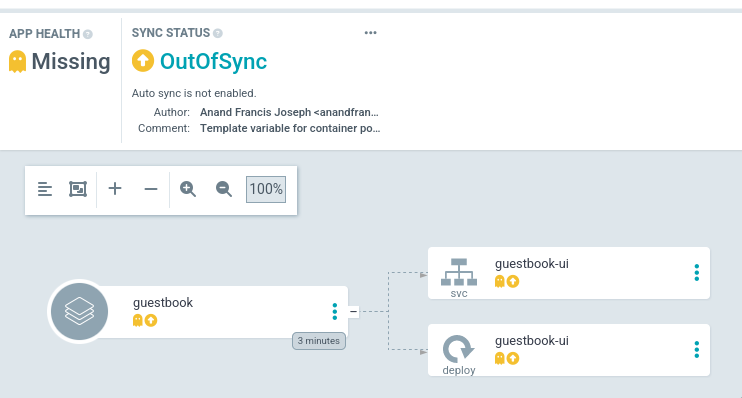 APP HEALTH
Missing
SYNC STATUS
OutOfSync
Auto sync is not enabled.
Author: Anand Francis Joseph <anandfran...
Comment: Template variable for container po...
100%
guestbook
3 minutes
svc
guestbook-ui
deploy
guestbook-ui